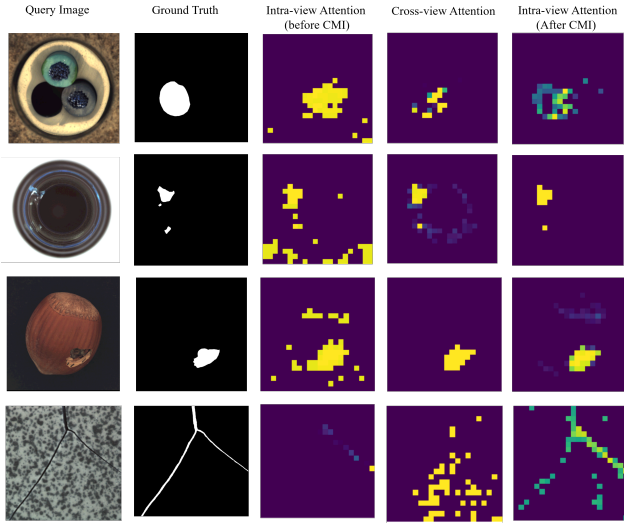 Query Image
Ground Truth
Intra-view Attention
(before CMI)
Cross-view Attention
Intra-view Attention
(After CMI)